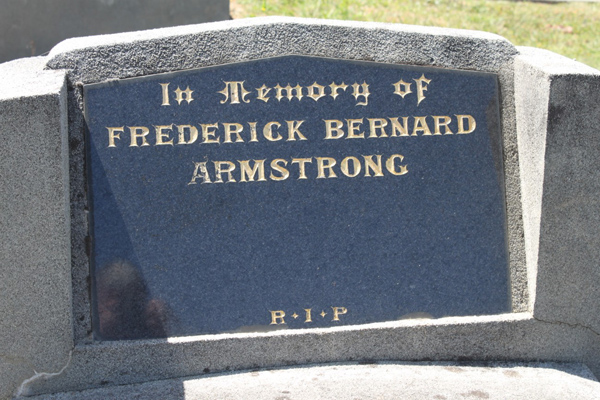 In Memory of
FREDERICK BERNARD
ARMSTRONG
R·I·P